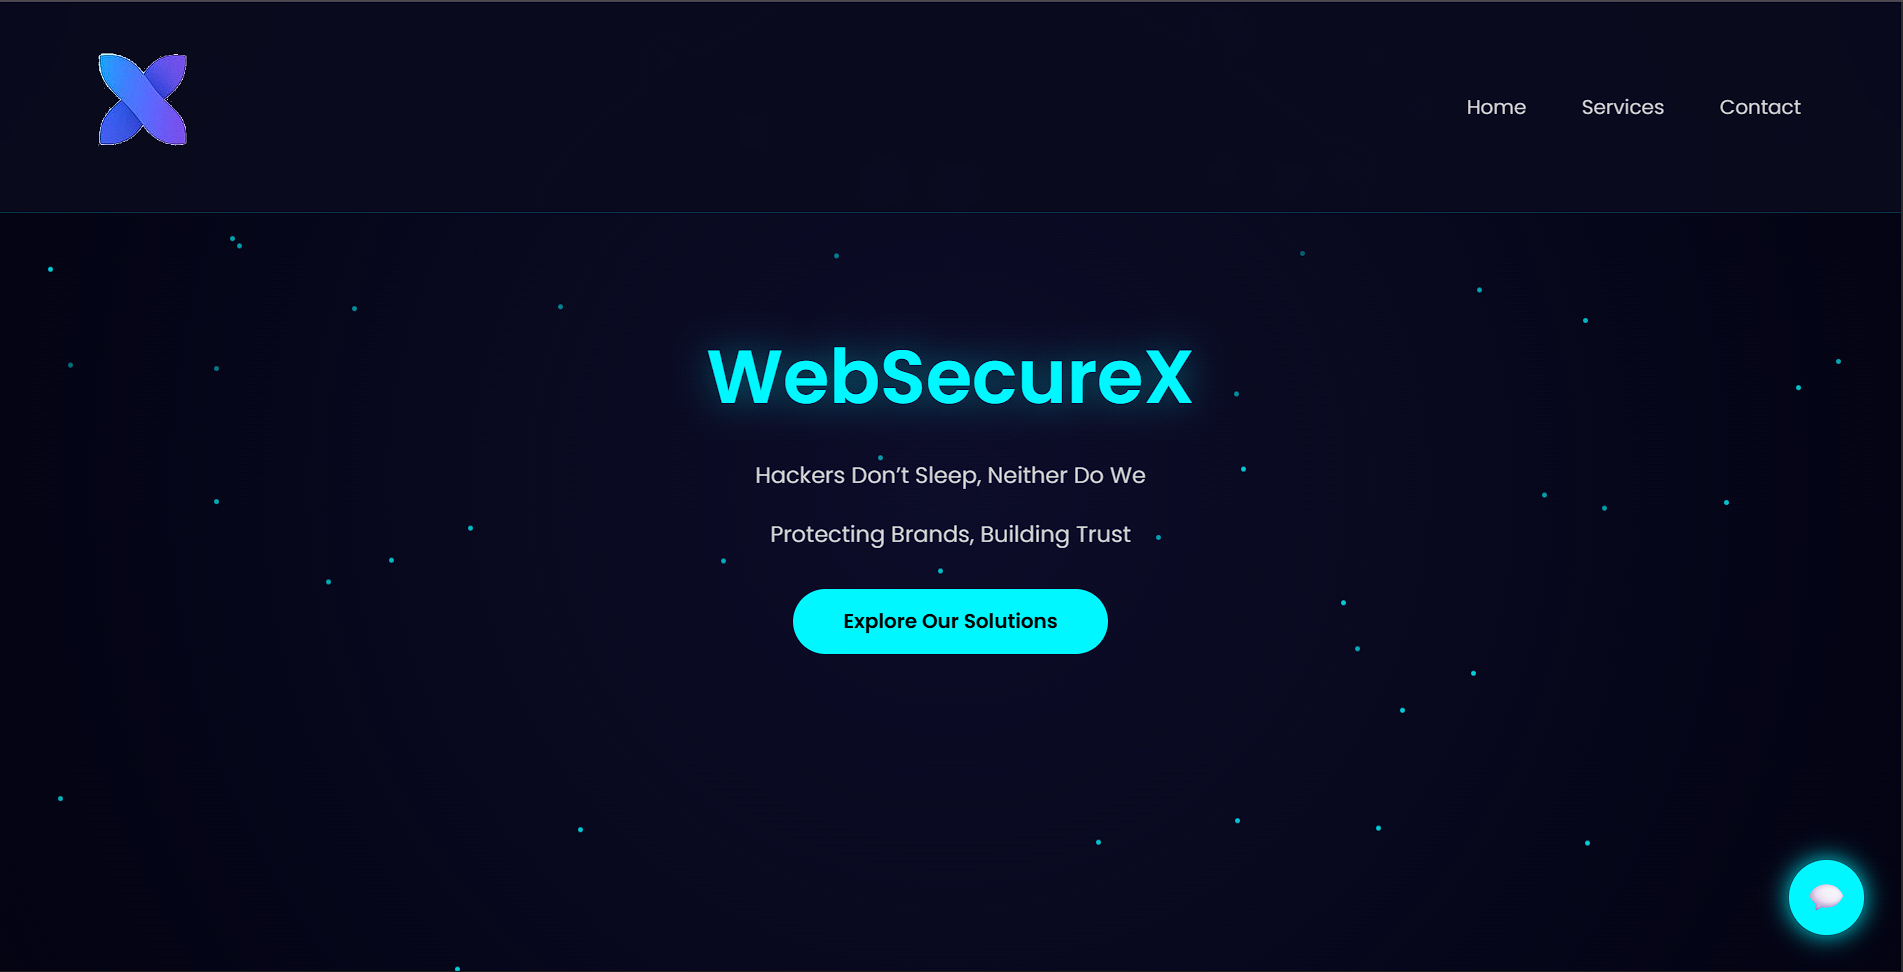 Home
Services
Contact
WebSecureX
Hackers Don’t Sleep, Neither Do We
Protecting Brands, Building Trust
Explore Our Solutions